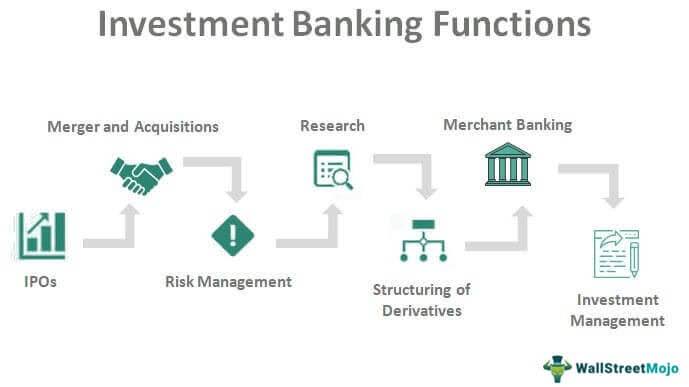 Investment Banking Functions
Merger and Acquisitions
Research
Merchant Banking
IPOs
Risk Management
Structuring of
Derivatives
Investment
Management
WallStreetMojo